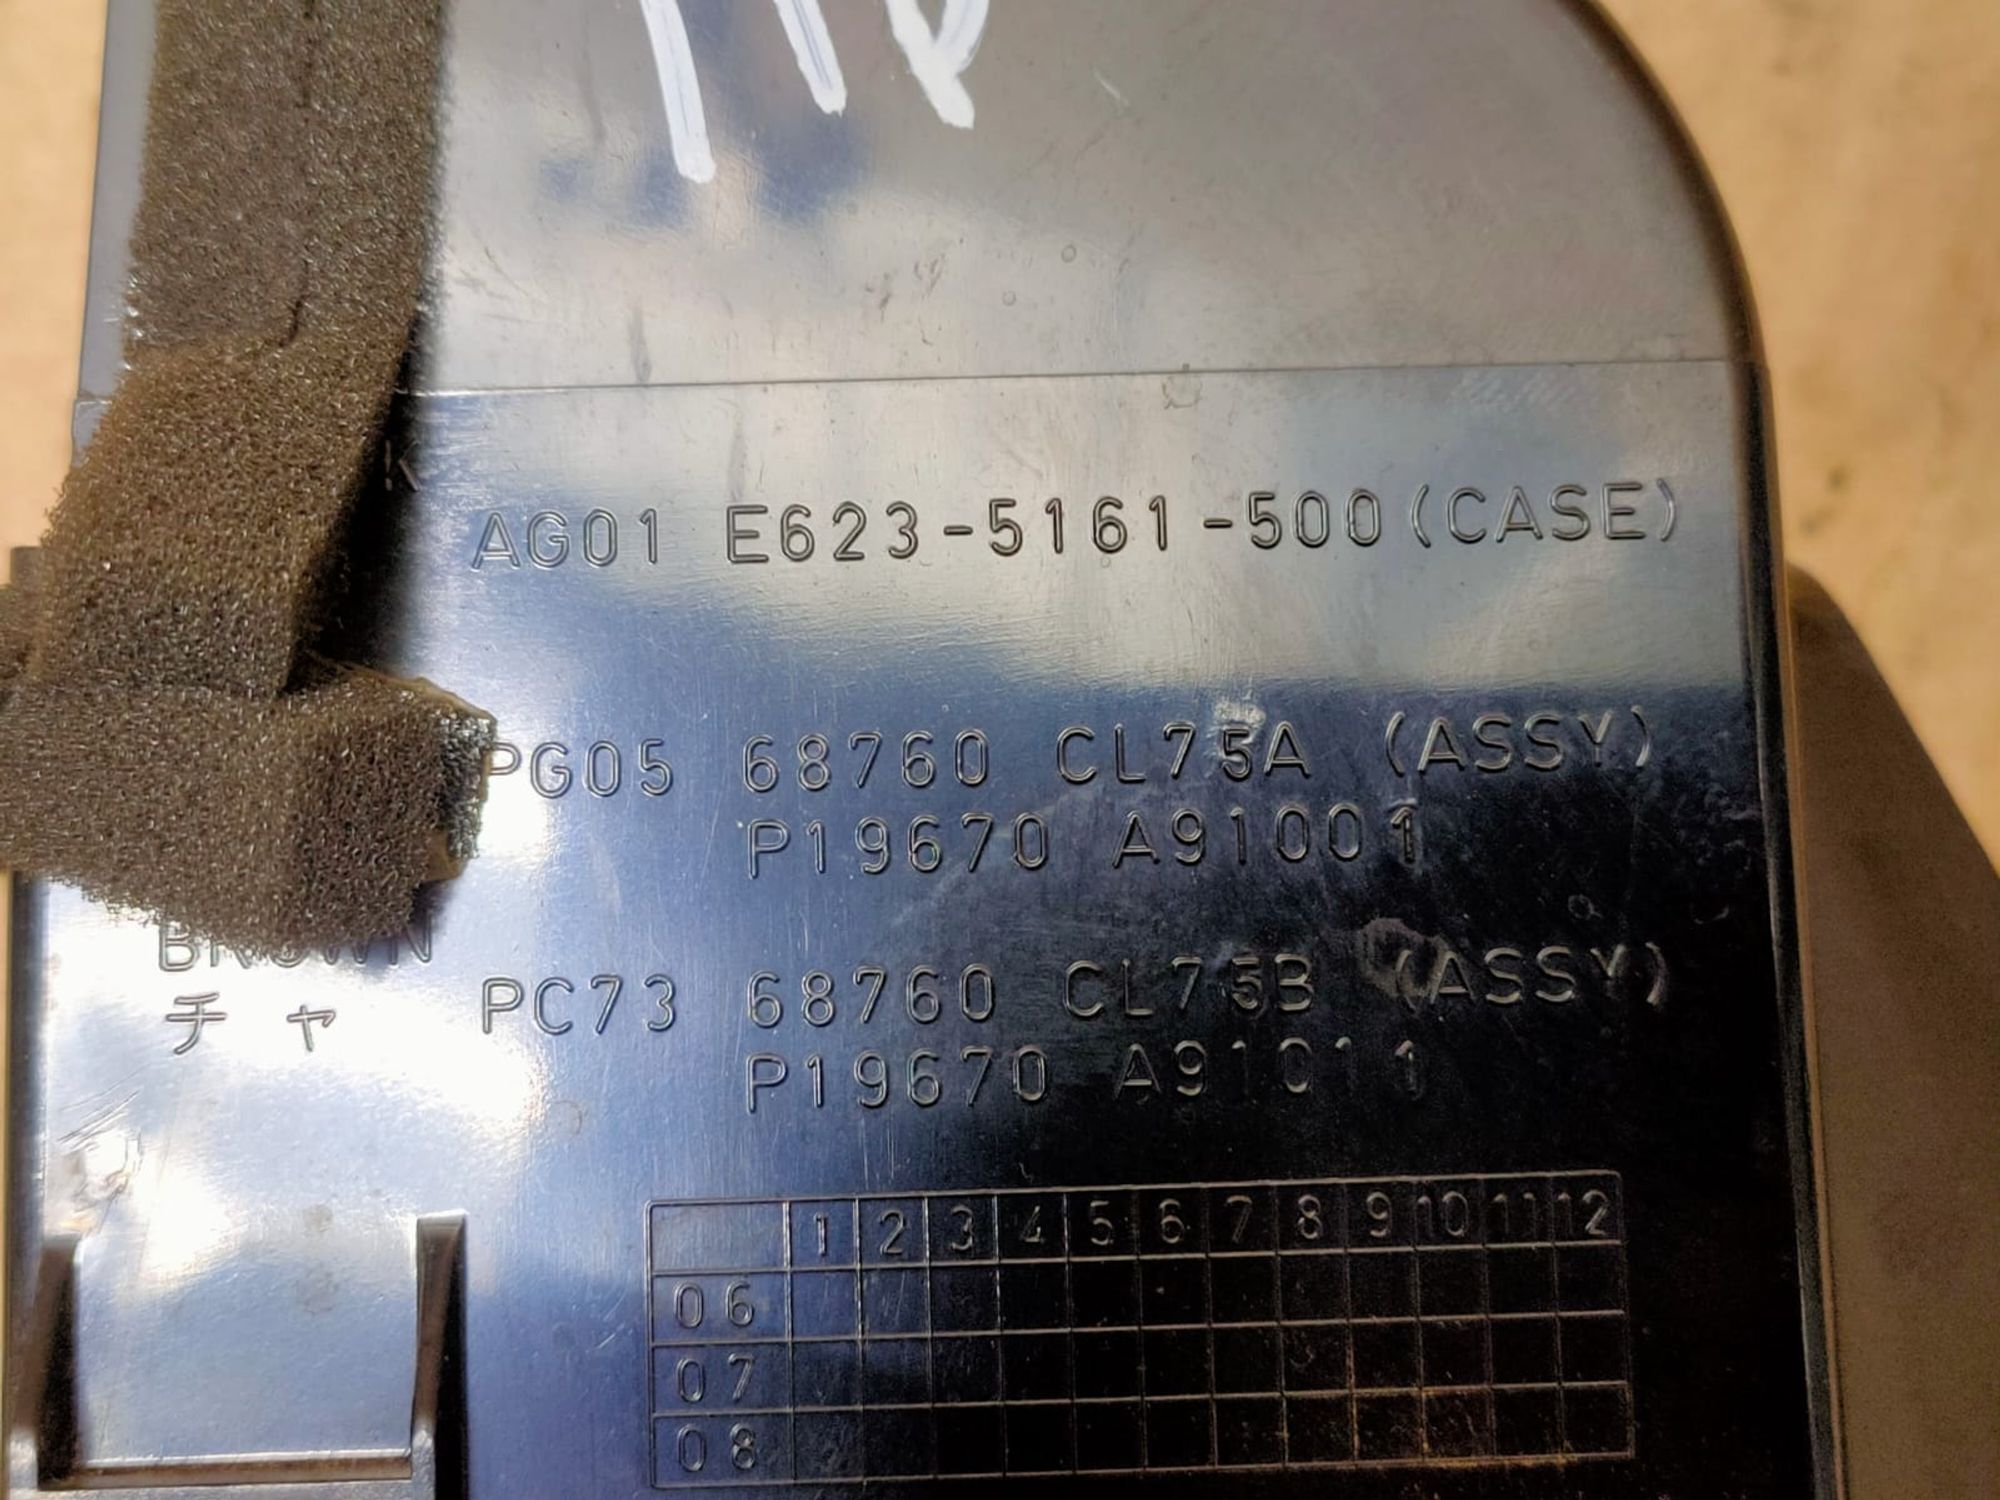 AG01 E623-5161-500(CASE)
PG05 68760 CL75A (ASSY)
P19670 A91001
BROWN
チャ PC73 68760 CL75B (ASSY)
P19670 A91011
1 2 3 4 5 6 7 8 9 10 11 12
06
07
08